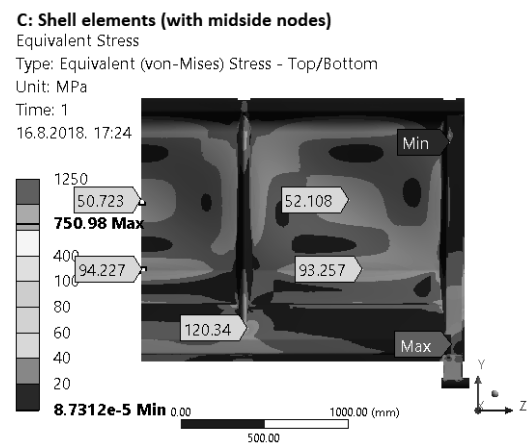 C: Shell elements (with midside nodes)
Equivalent Stress
Type: Equivalent (von-Mises) Stress - Top/Bottom
Unit: MPa
Time: 1
16.8.2018. 17:24
Min
1250
50.723
52.108
750.98 Max
400
94.227
93.257
100
80
120.34
60
Max
40
20
8.7312e-5 Min
0.00
1000.00 (mm)
500.00
Y
X
Z